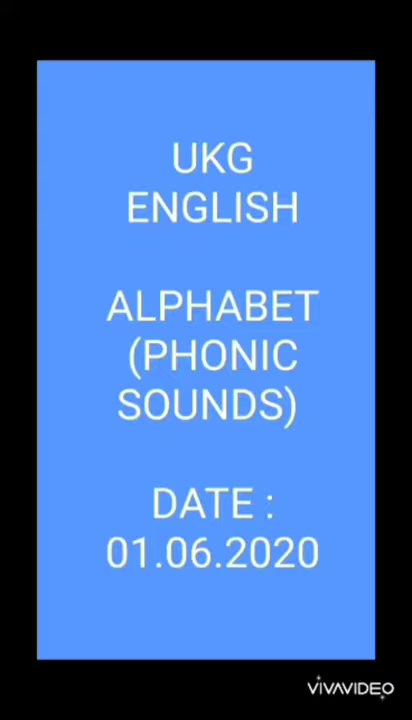 UKG
ENGLISH
ALPHABET
(PHONIC
SOUNDS)
DATE :
01.06.2020
VIVAVIDEO